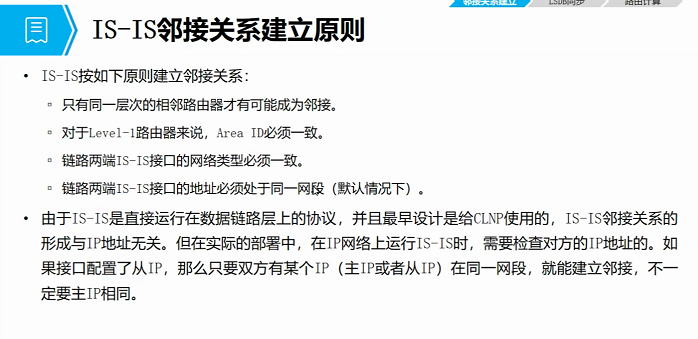 邻接关系建立
LSDB同步
路由计算
IS-IS邻接关系建立原则
• IS-IS按如下原则建立邻接关系：
▫ 只有同一层次的相邻路由器才有可能成为邻接。
▫ 对于Level-1路由器来说，Area ID必须一致。
▫ 链路两端IS-IS接口的网络类型必须一致。
▫ 链路两端IS-IS接口的地址必须处于同一网段（默认情况下）。
• 由于IS-IS是直接运行在数据链路层上的协议，并且最早设计是给CLNP使用的，IS-IS邻接关系的
形成与IP地址无关。但在实际的部署中，在IP网络上运行IS-IS时，需要检查对方的IP地址的。如
果接口配置了从IP，那么只要双方有某个IP（主IP或者从IP）在同一网段，就能建立邻接，不一
定要主IP相同。